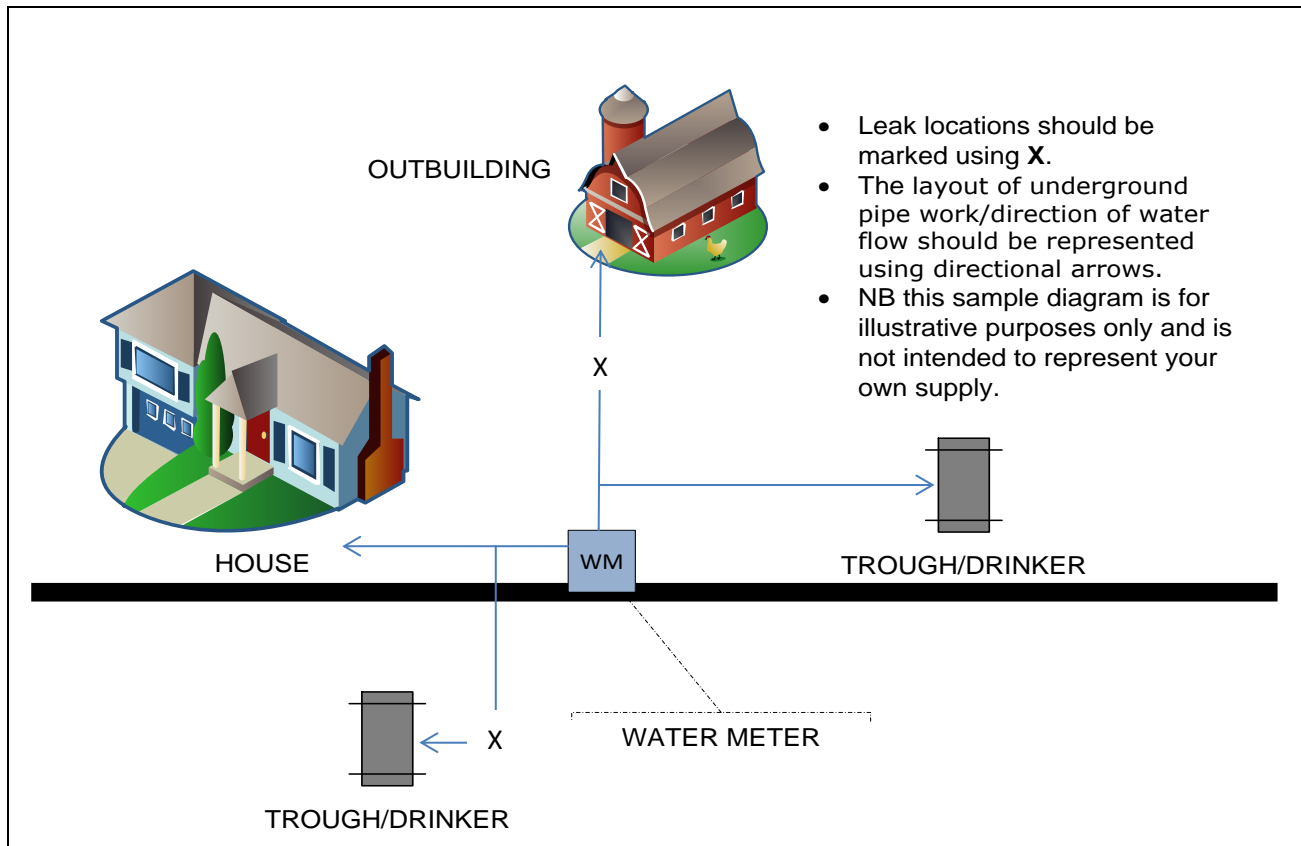 OUTBUILDING
• Leak locations should be
marked using X.
• The layout of underground
pipe work/direction of water
flow should be represented
using directional arrows.
• NB this sample diagram is for
illustrative purposes only and is
not intended to represent your
own supply.
X
HOUSE
WM
TROUGH/DRINKER
X
WATER METER
TROUGH/DRINKER